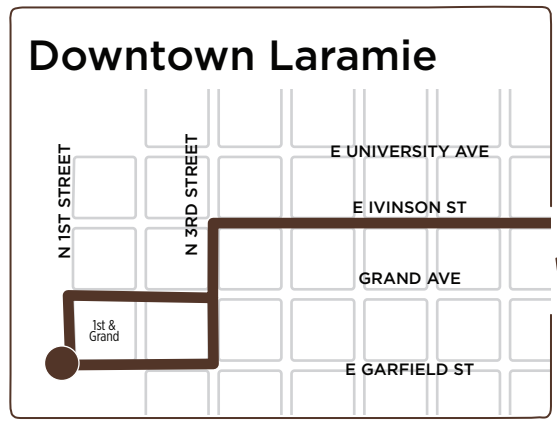 Downtown Laramie
E UNIVERSITY AVE
N 1ST STREET
N 3RD STREET
E IVINSON ST
GRAND AVE
1st &
Grand
E GARFIELD ST